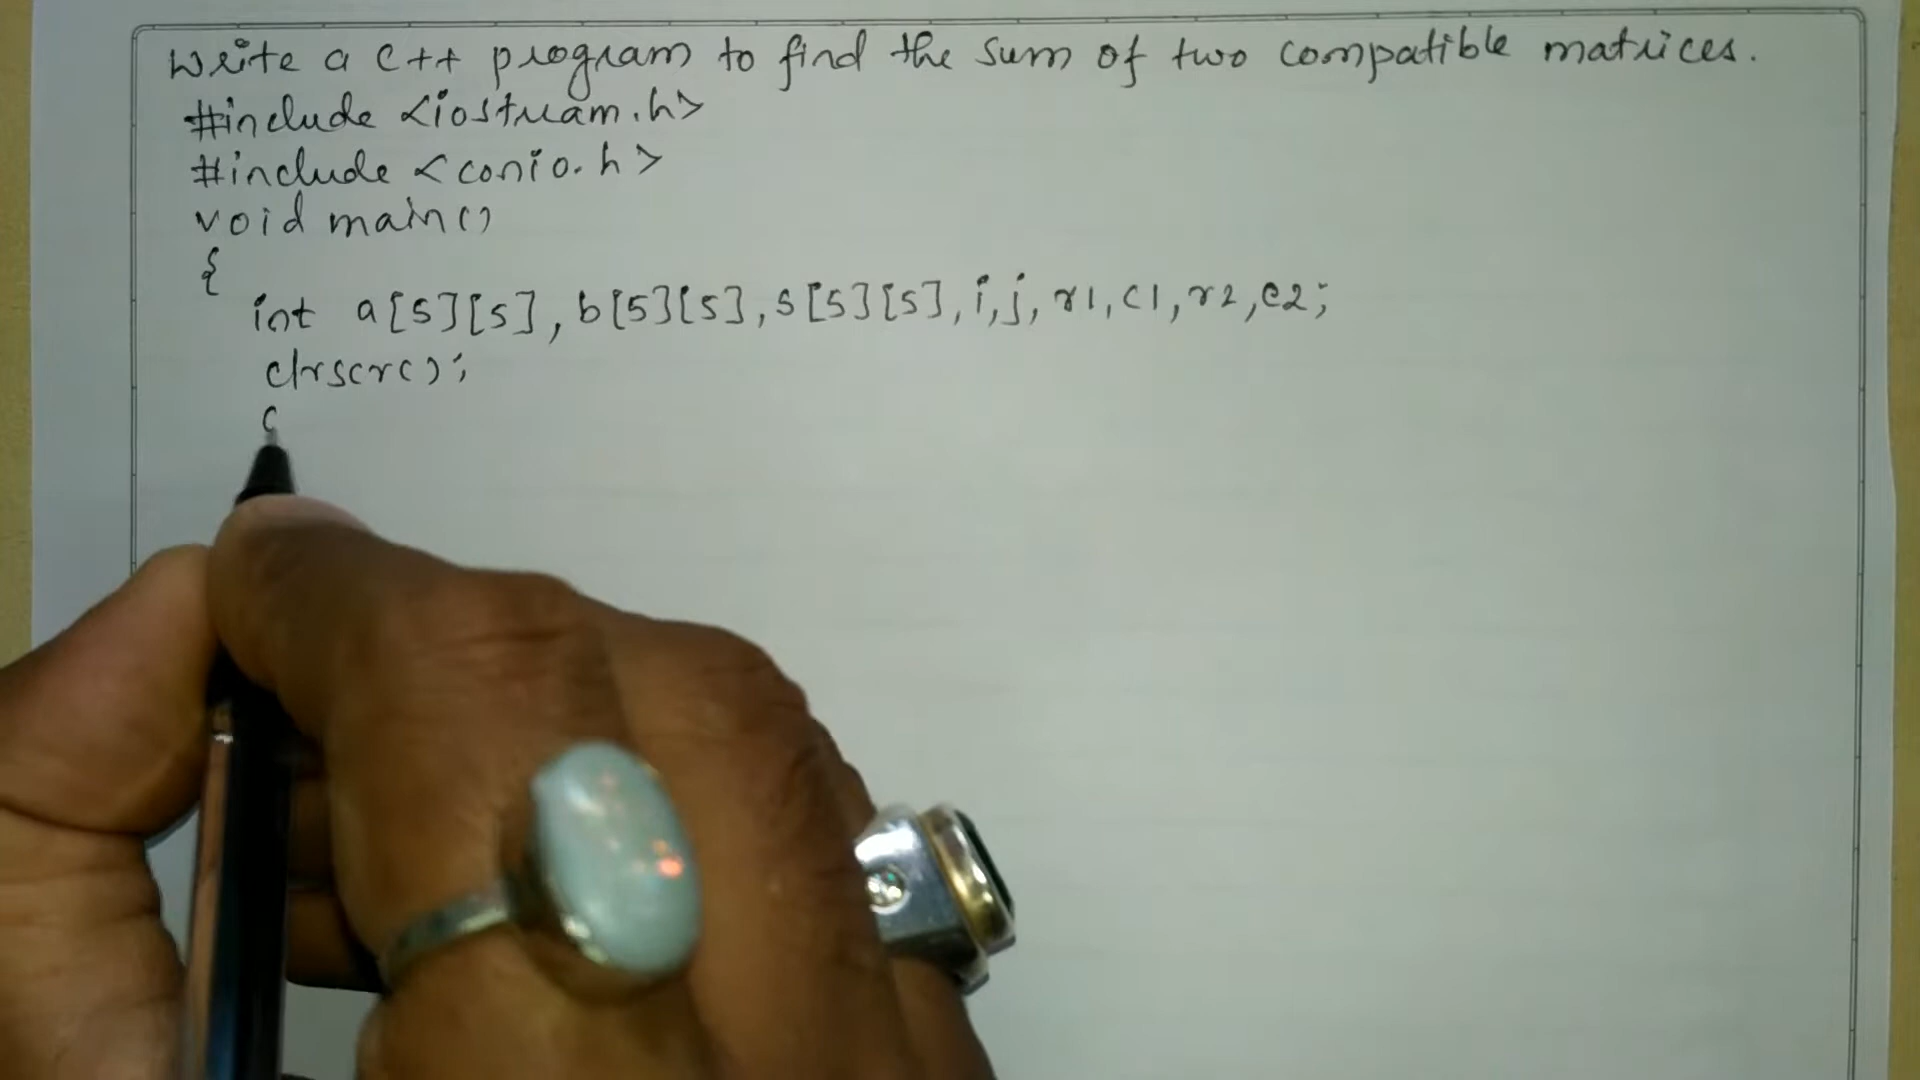 Write a C++ program to find the sum of two compatible matrices.
#include <iostream.h>
#include <conio.h>
void main()
{
int a[5][5], b[5][5], s[5][5], i, j, r1, c1, r2, c2;
clrscr();
c